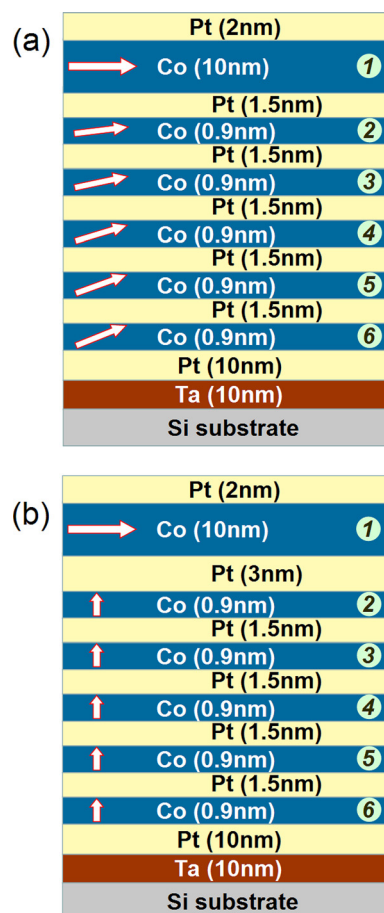 (a)
Pt (2nm)
Co (10nm) 1
Pt (1.5nm)
Co (0.9nm) 2
Pt (1.5nm)
Co (0.9nm) 3
Pt (1.5nm)
Co (0.9nm) 4
Pt (1.5nm)
Co (0.9nm) 5
Pt (1.5nm)
Co (0.9nm) 6
Pt (10nm)
Ta (10nm)
Si substrate
(b)
Pt (2nm)
Co (10nm) 1
Pt (3nm)
Co (0.9nm) 2
Pt (1.5nm)
Co (0.9nm) 3
Pt (1.5nm)
Co (0.9nm) 4
Pt (1.5nm)
Co (0.9nm) 5
Pt (1.5nm)
Co (0.9nm) 6
Pt (10nm)
Ta (10nm)
Si substrate